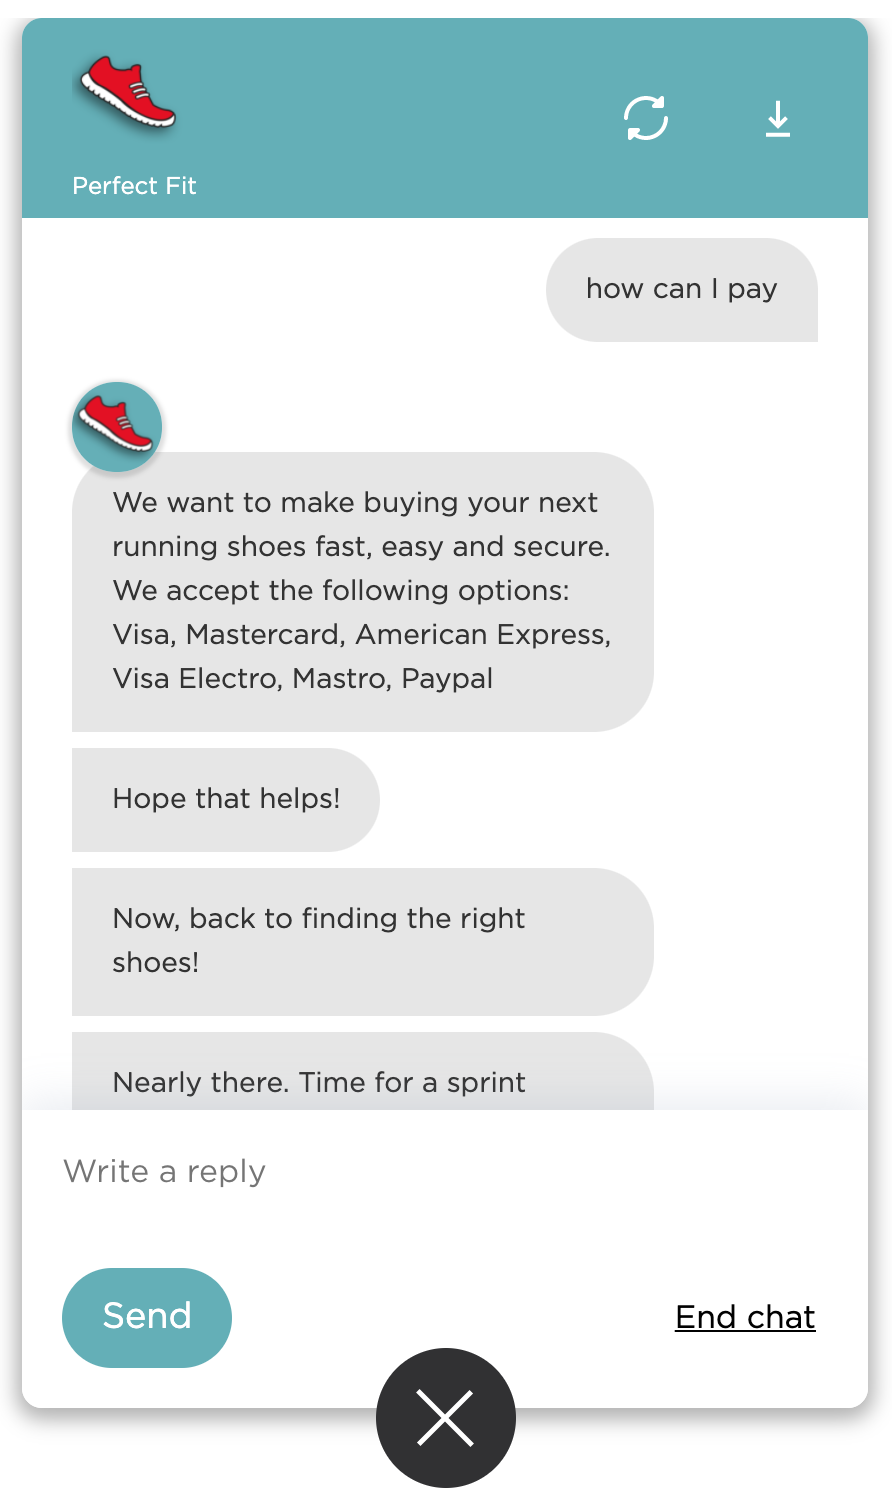 Perfect Fit
how can I pay
We want to make buying your next
running shoes fast, easy and secure.
We accept the following options:
Visa, Mastercard, American Express,
Visa Electro, Mastro, Paypal
Hope that helps!
Now, back to finding the right
shoes!
Nearly there. Time for a sprint
Write a reply
Send
End chat